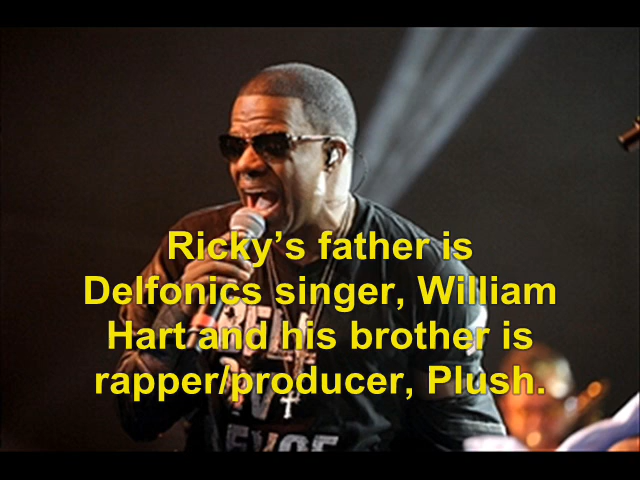 Ricky’s father is
Delfonics singer, William
Hart and his brother is
rapper/producer, Plush.